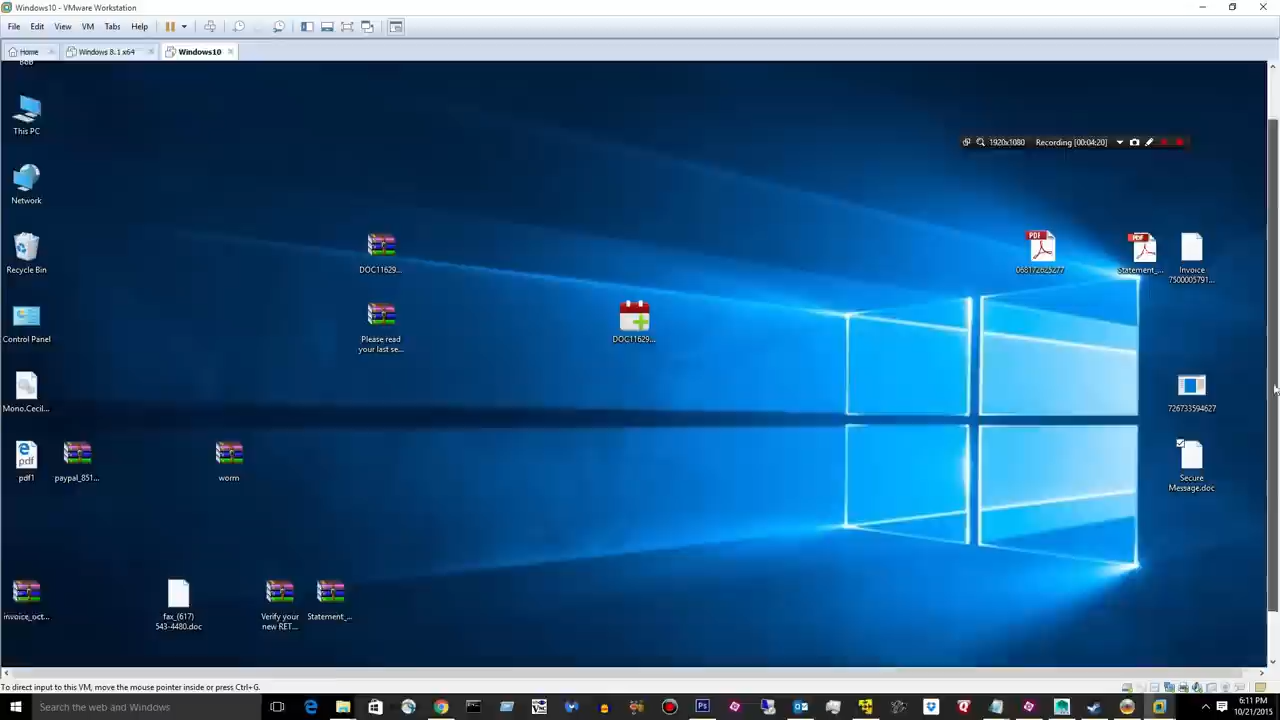 Windows10 - VMware Workstation
File Edit View VM Tabs Help
Home
Windows 8.1 x64
Windows10
Bob
This PC
1920x1080
Recording [00:04:20]
Network
Recycle Bin
DOC11629...
068172625277
Statement_...
Invoice
7500005791...
Control Panel
Please read
your last se...
DOC11629...
Mono.Cecil...
726733594627
pdf1
paypal_851...
worm
Secure
Message.doc
invoice_oct...
fax_(617)
543-4480.doc
Verify your
new RET...
Statement_...
To direct input to this VM, move the mouse pointer inside or press Ctrl+G.
Search the web and Windows
6:11 PM
10/21/2015